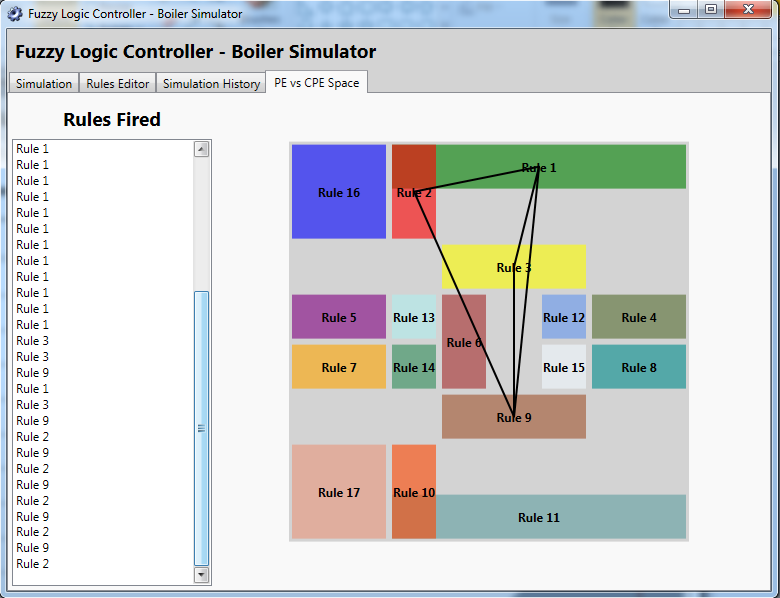 Fuzzy Logic Controller - Boiler Simulator
Fuzzy Logic Controller - Boiler Simulator
Simulation Rules Editor Simulation History PE vs CPE Space
Rules Fired
Rule 1
Rule 1
Rule 1
Rule 1
Rule 1
Rule 1
Rule 1
Rule 1
Rule 1
Rule 1
Rule 1
Rule 1
Rule 3
Rule 3
Rule 9
Rule 1
Rule 3
Rule 9
Rule 2
Rule 9
Rule 2
Rule 9
Rule 2
Rule 9
Rule 2
Rule 9
Rule 2
Rule 1
Rule 16 Rule 2
Rule 3
Rule 5 Rule 13 Rule 12 Rule 4
Rule 6
Rule 7 Rule 14 Rule 15 Rule 8
Rule 9
Rule 17 Rule 10
Rule 11